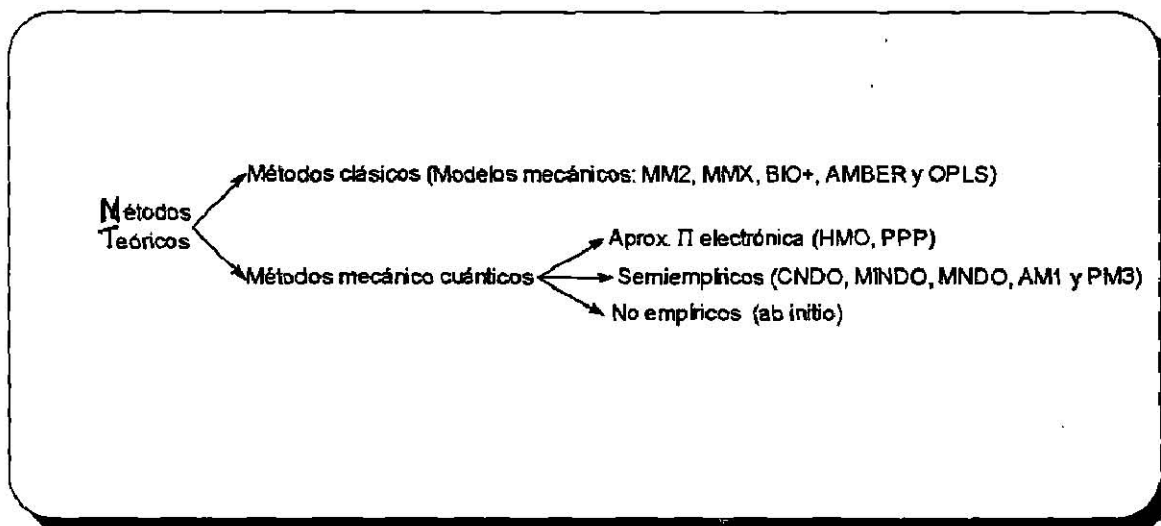 Métodos clásicos (Modelos mecánicos: MM2, MMX, BIO+, AMBER y OPLS)
Métodos
Teóricos
Aprox. Π electrónica (HMO, PPP)
Métodos mecánico cuánticos
Semiempíricos (CNDO, MINDO, MNDO, AM1 y PM3)
No empíricos (ab initio)